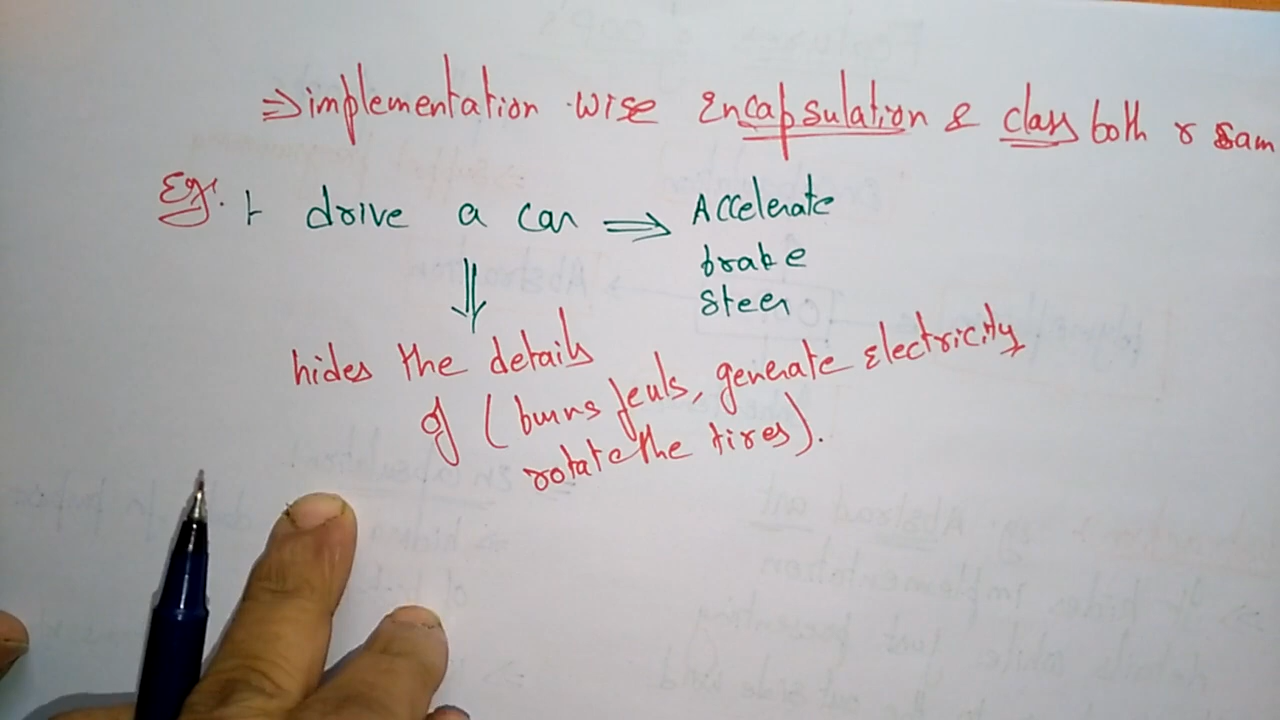 ⇒ implementation wise Encapsulation & class both r sam
Eg: I drive a car ⇒ Accelerate
brake
steer
hides the details
of (burns feuls, generate Electricity
rotate the tires).